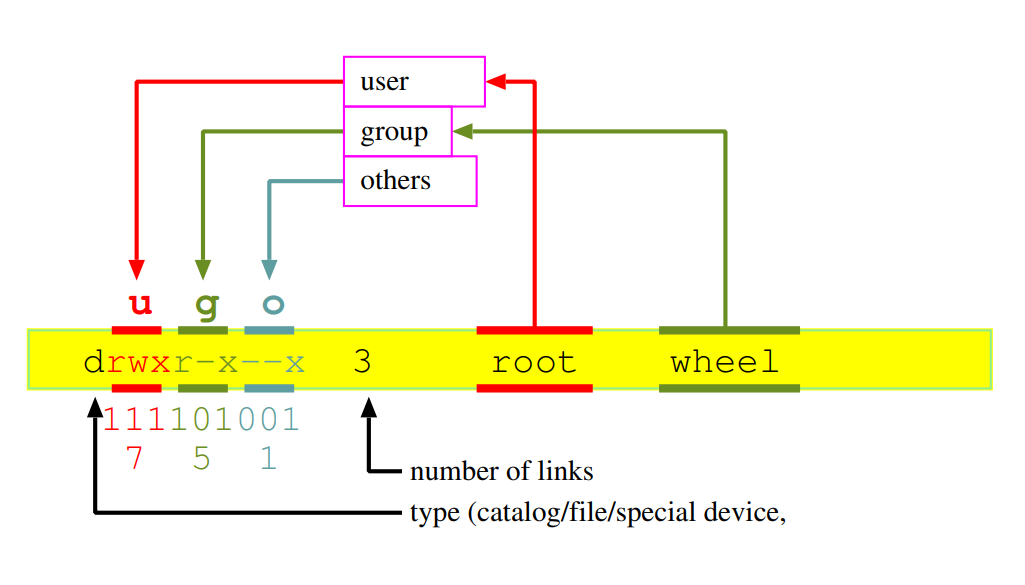 user
group
others
u g o
drwxr-x--x 3 root wheel
111101001
7 5 1
number of links
type (catalog/file/special device,